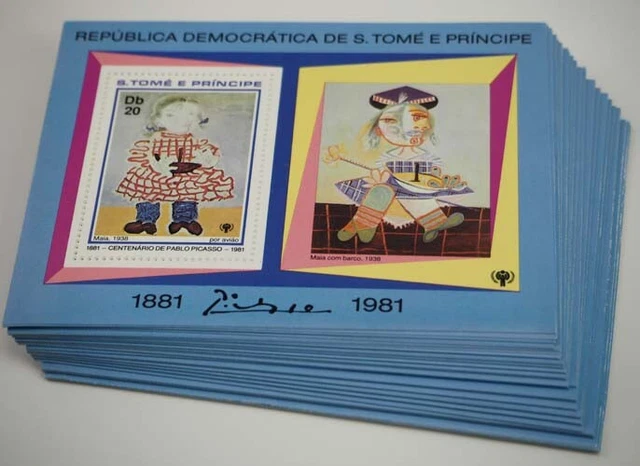 REPÚBLICA DEMOCRÁTICA DE S. TOMÉ E PRÍNCIPE
S. TOMÉ E PRÍNCIPE
Db
20
Maia, 1938
por avião
1881 – CENTENÁRIO DE PABLO PICASSO – 1981
Maia com barco, 1938
1881 Picasso 1981